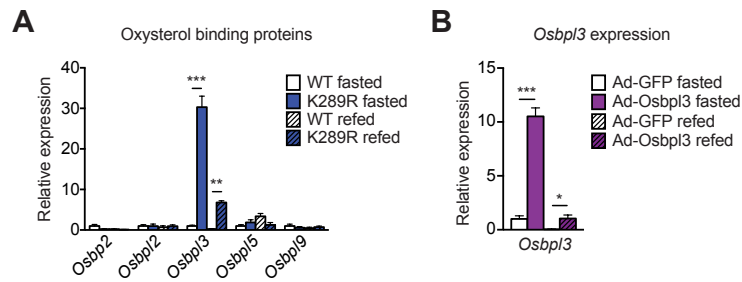 A
Oxysterol binding proteins
Relative expression
40
30
20
10
0
***
**
WT fasted
K289R fasted
WT refed
K289R refed
Osbp2
Osbpl2
Osbpl3
Osbpl5
Osbpl9
B
Osbpl3 expression
Relative expression
15
10
5
0
***
*
Ad-GFP fasted
Ad-Osbpl3 fasted
Ad-GFP refed
Ad-Osbpl3 refed
Osbpl3